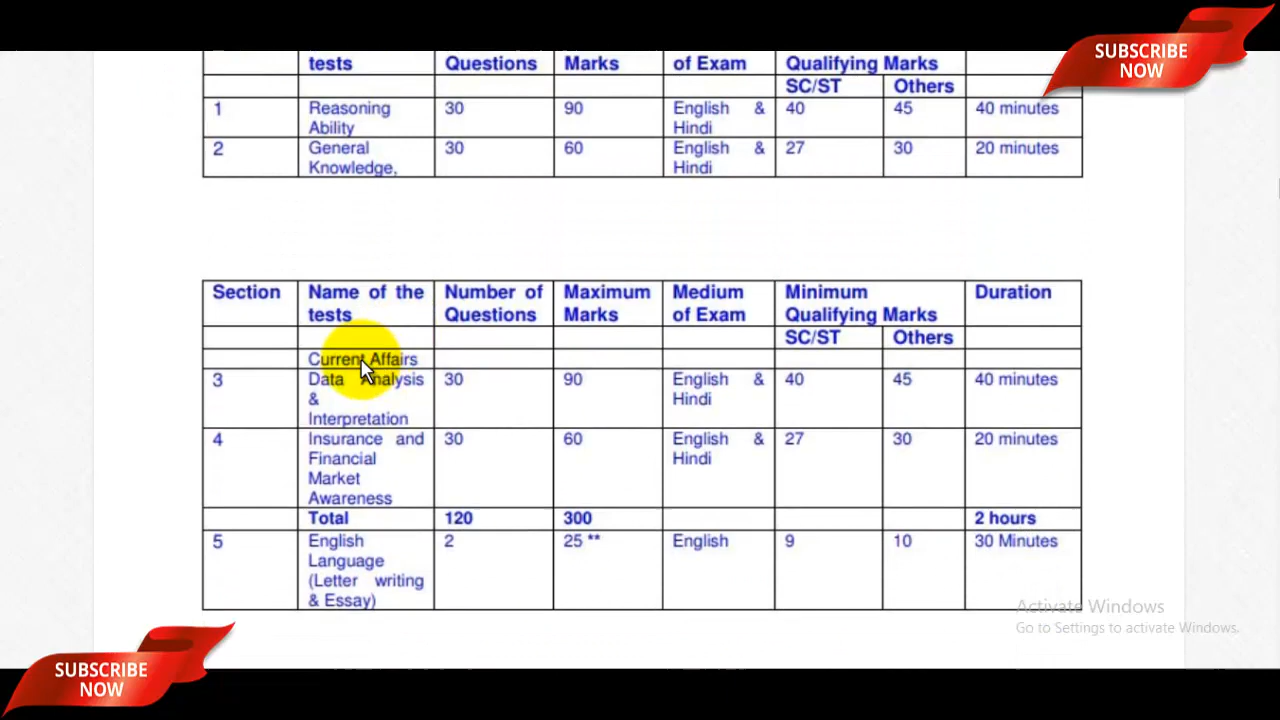 SUBSCRIBE
NOW
tests Questions Marks of Exam Qualifying Marks
SC/ST Others
1 Reasoning 30 90 English & 40 45 40 minutes
Ability Hindi
2 General 30 60 English & 27 30 20 minutes
Knowledge, Hindi
Section Name of the Number of Maximum Medium Minimum Duration
tests Questions Marks of Exam Qualifying Marks
SC/ST Others
Current Affairs
3 Data Analysis 30 90 English & 40 45 40 minutes
& Hindi
Interpretation
4 Insurance and 30 60 English & 27 30 20 minutes
Financial Hindi
Market
Awareness
Total 120 300 2 hours
5 English 2 25 ** English 9 10 30 Minutes
Language
(Letter writing
& Essay)
Activate Windows
Go to Settings to activate Windows.
SUBSCRIBE
NOW